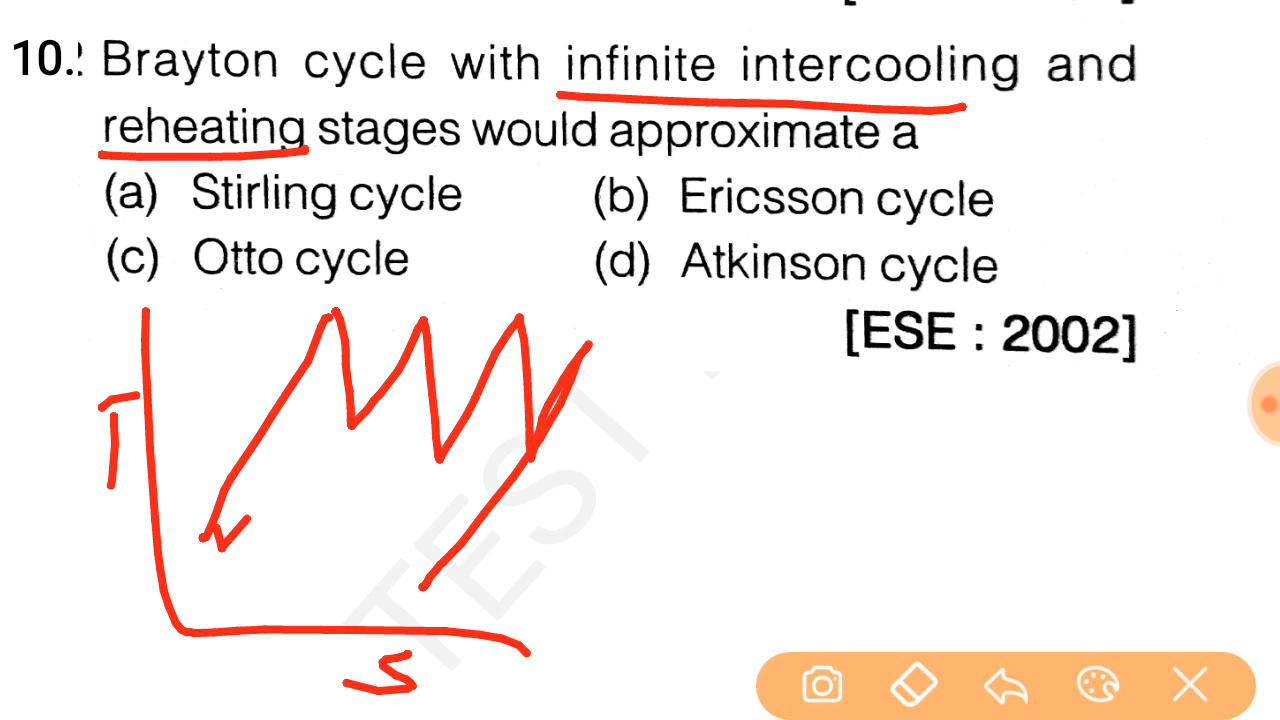 10. Brayton cycle with infinite intercooling and
reheating stages would approximate a
(a) Stirling cycle (b) Ericsson cycle
(c) Otto cycle (d) Atkinson cycle
[ESE : 2002]
T
TEST
S